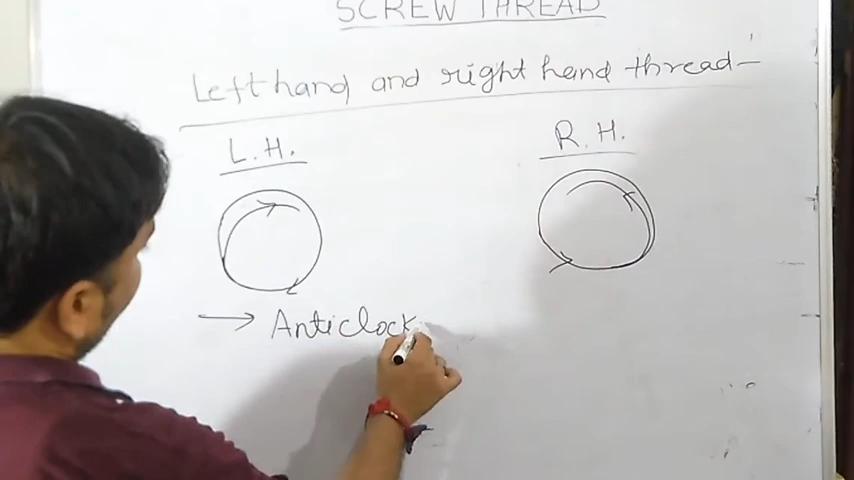 SCREW THREAD
Left hand and right hand thread-
L.H.
R.H.
→ Anticlock